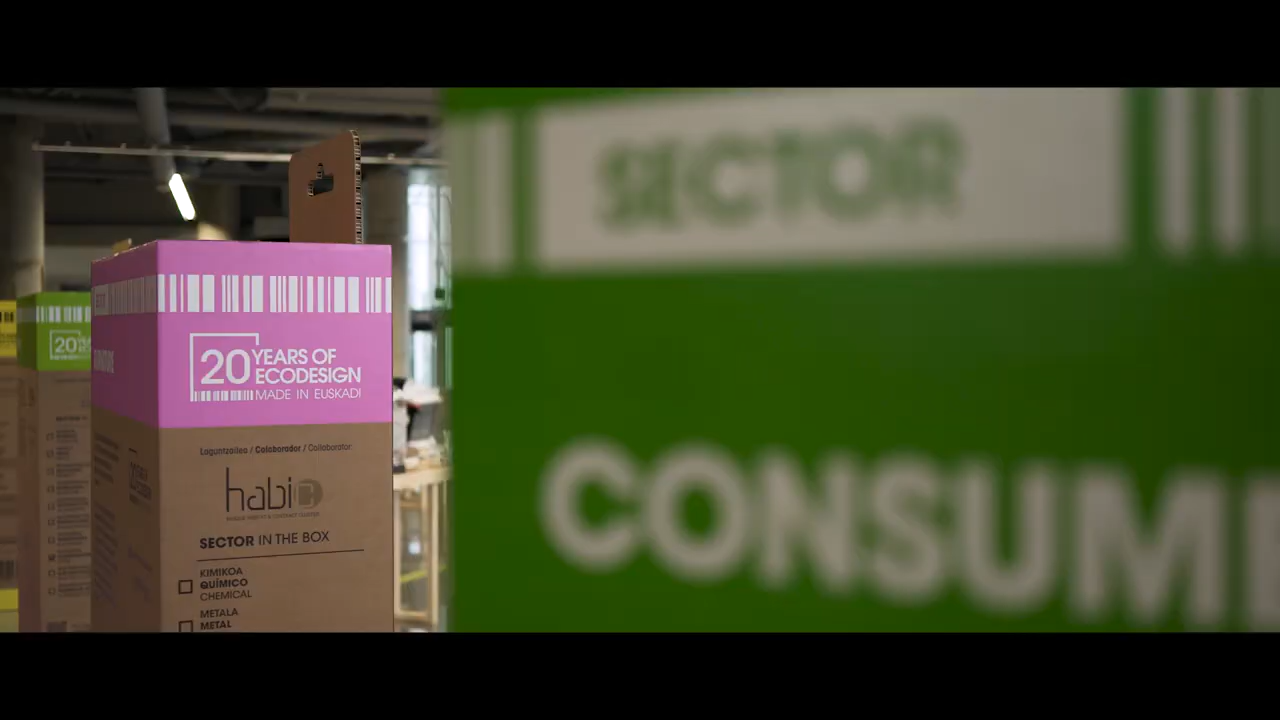 20 YEARS OF
ECODESIGN
MADE IN EUSKADI
Laguntzailea / Colaborador / Collaborator:
habic
SECTOR IN THE BOX
KIMIKOA
QUÍMICO
CHEMICAL
METALA
METAL
20
SECTOR
CONSUM